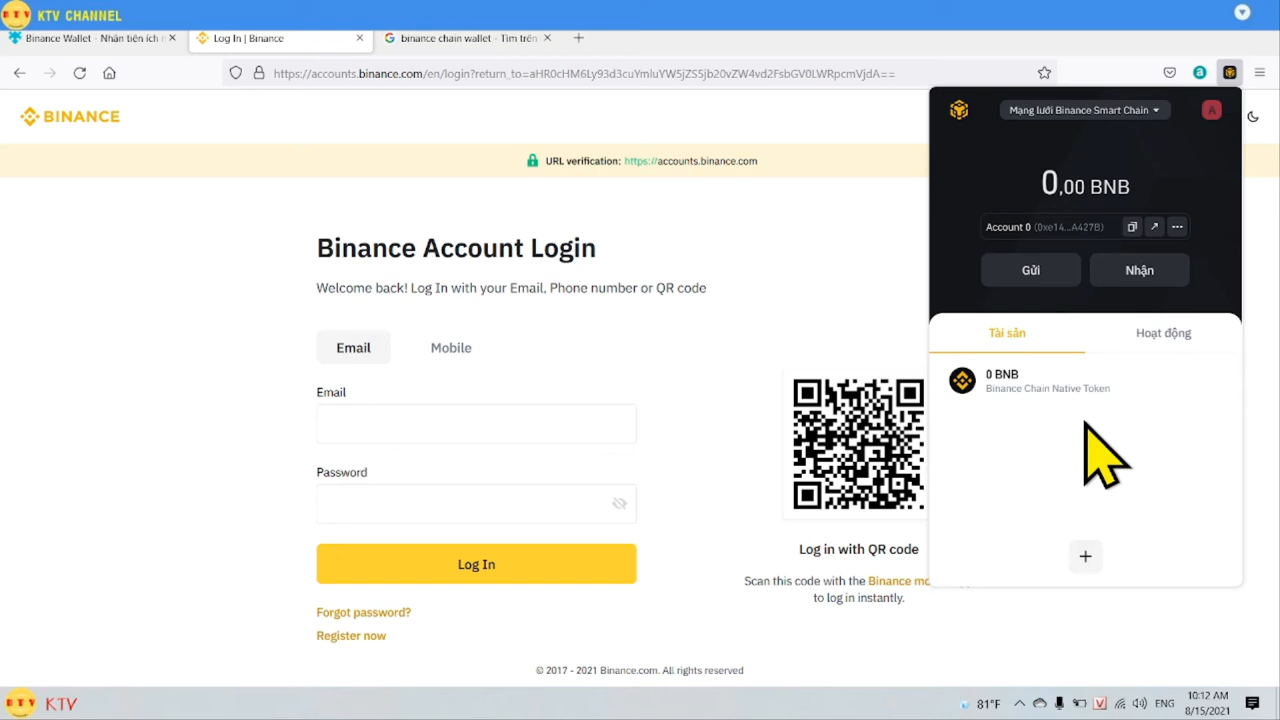 KTV CHANNEL
Binance Wallet - Nhận tiện ích n
Log In | Binance
binance chain wallet - Tìm trên
https://accounts.binance.com/en/login?return_to=aHR0cHM6Ly93d3cuYmluYW5jZS5jb20vZW4vd2FsbGV0LWRpcmVjdA==
BINANCE
URL verification: https://accounts.binance.com
Binance Account Login
Welcome back! Log In with your Email, Phone number or QR code
Email
Mobile
Email
Password
Log In
Forgot password?
Register now
Log in with QR code
Scan this code with the Binance mo
to log in instantly.
© 2017 - 2021 Binance.com. All rights reserved
Mạng lưới Binance Smart Chain
A
0,00 BNB
Account 0 (0xe14...A427B)
Gửi
Nhận
Tài sản
Hoạt động
0 BNB
Binance Chain Native Token
KTV
KTV
81°F
V
ENG
10:12 AM
8/15/2021